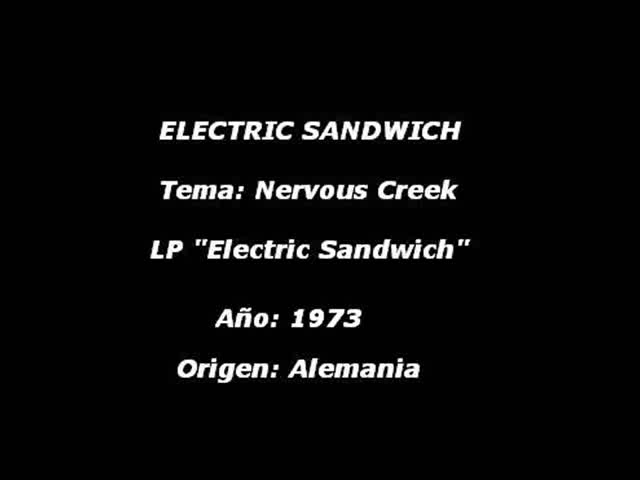 ELECTRIC SANDWICH
Tema: Nervous Creek
LP "Electric Sandwich"
Año: 1973
Origen: Alemania